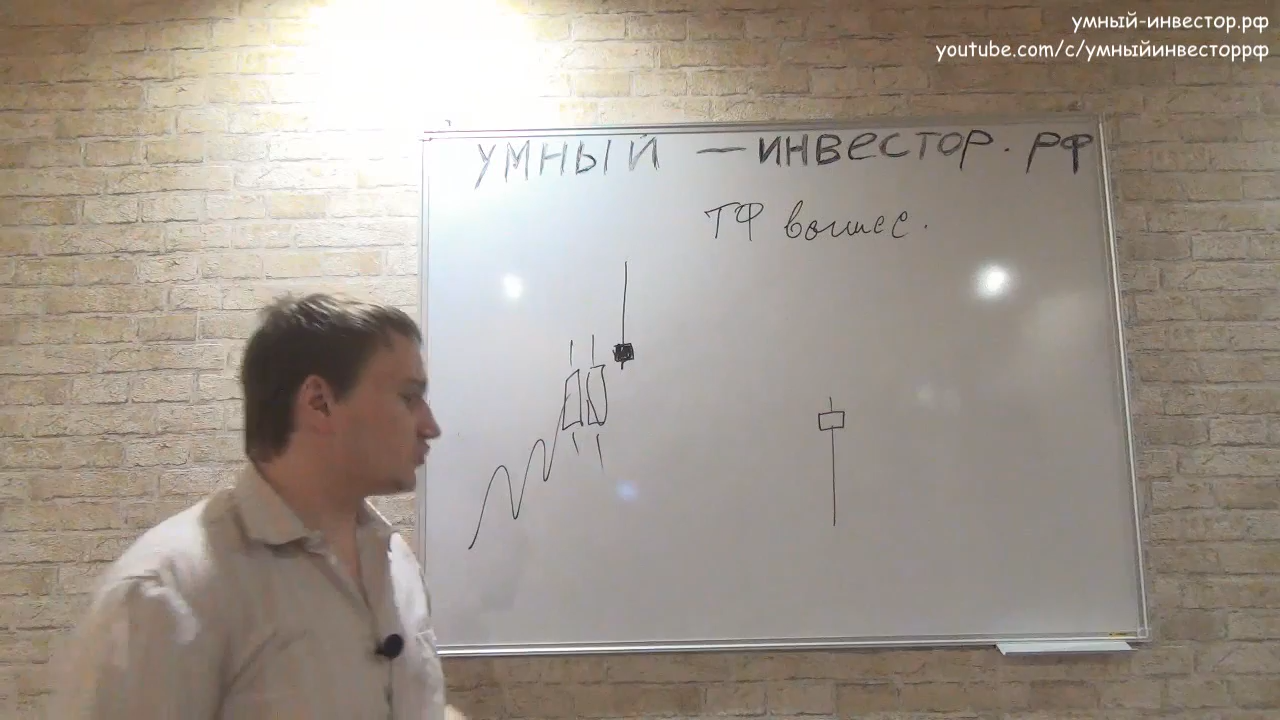 умный-инвестор.рф
youtube.com/c/умныйинвесторрф
УМНЫЙ — ИНВЕСТОР.РФ
ТФ выше.